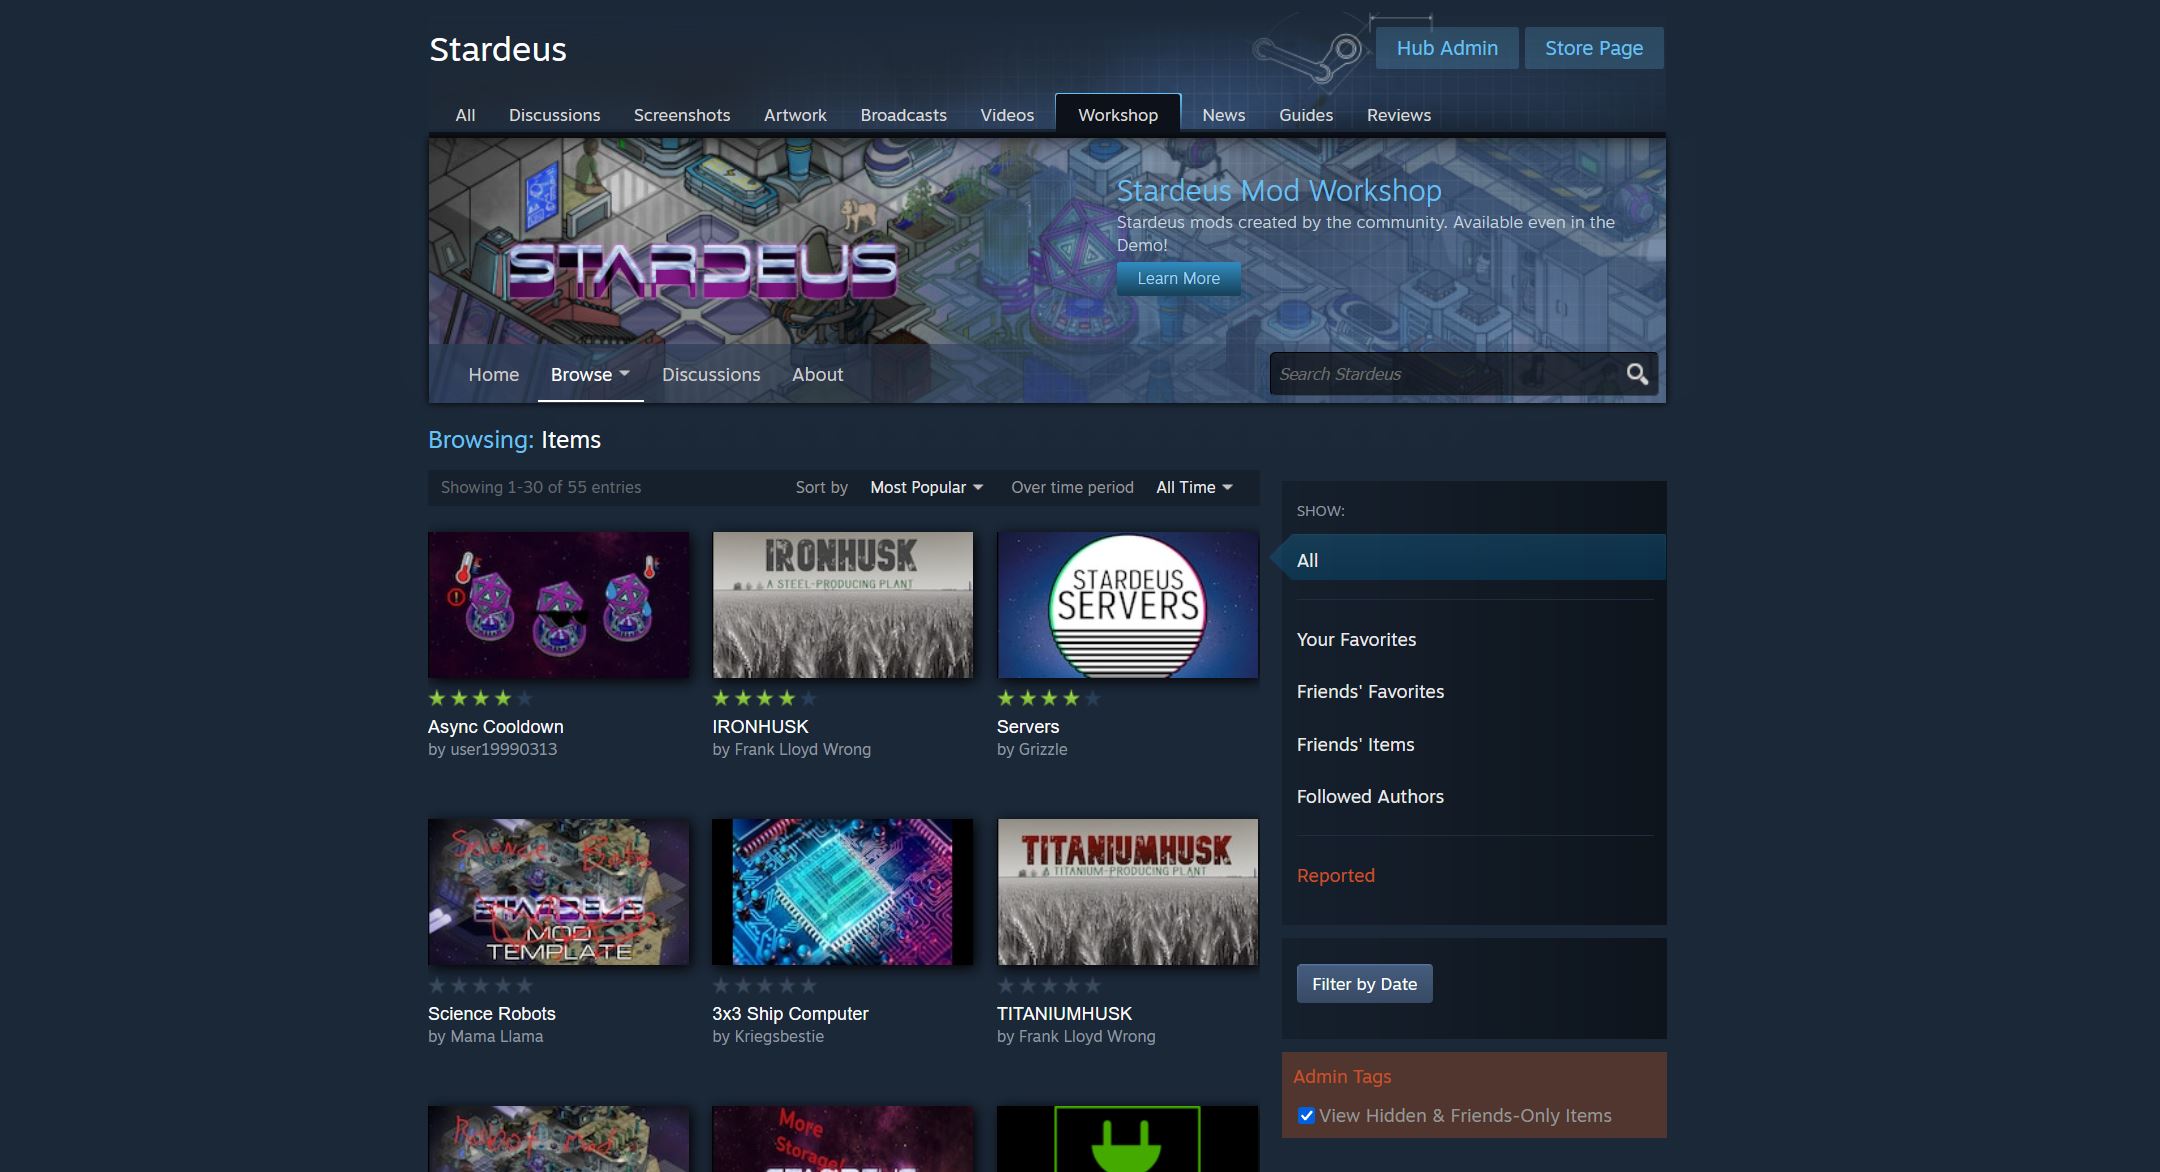 Stardeus
Hub Admin
Store Page
All
Discussions
Screenshots
Artwork
Broadcasts
Videos
Workshop
News
Guides
Reviews
STARDEUS
Stardeus Mod Workshop
Stardeus mods created by the community. Available even in the
Demo!
Learn More
Home
Browse
Discussions
About
Search Stardeus
Browsing: Items
Showing 1-30 of 55 entries
Sort by
Most Popular
Over time period
All Time
IRONHUSK
A STEEL-PRODUCING PLANT
STARDEUS
SERVERS
Async Cooldown
by user19990313
IRONHUSK
by Frank Lloyd Wrong
Servers
by Grizzle
Science Bots
STARDEUS
MOD
TEMPLATE
TITANIUMHUSK
A TITANIUM-PRODUCING PLANT
Science Robots
by Mama Llama
3x3 Ship Computer
by Kriegsbestie
TITANIUMHUSK
by Frank Lloyd Wrong
Robot Mod
More
Storage!
STARDEUS
SHOW:
All
Your Favorites
Friends' Favorites
Friends' Items
Followed Authors
Reported
Filter by Date
Admin Tags
View Hidden & Friends-Only Items